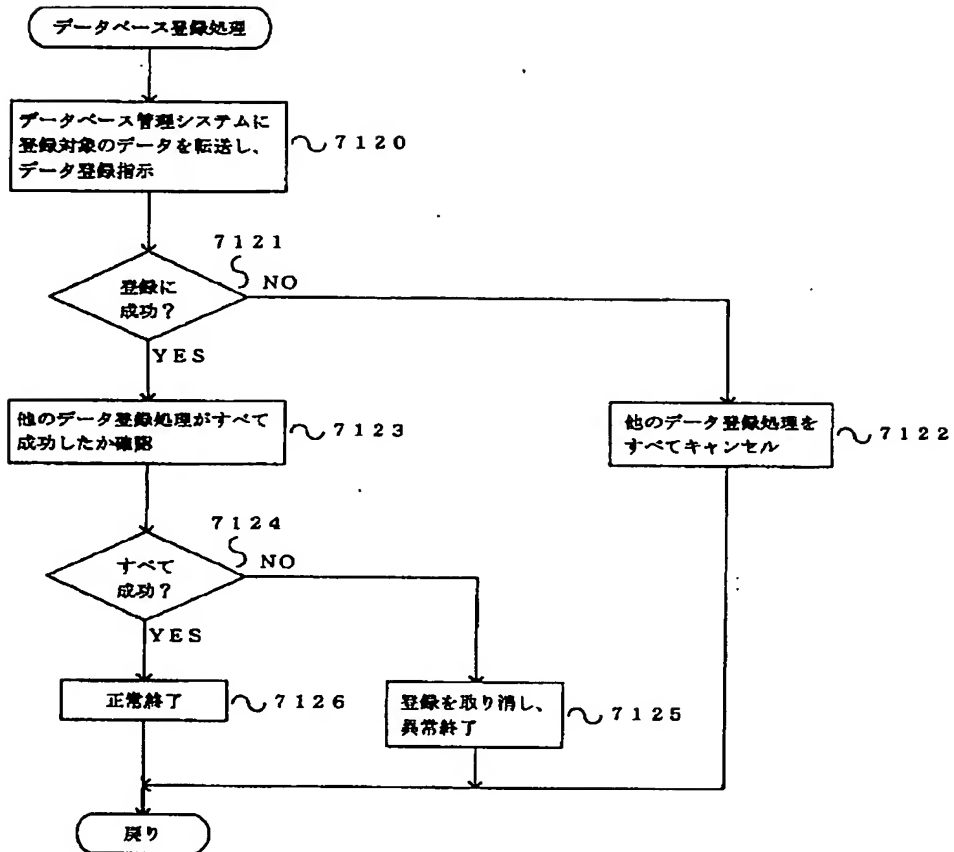 データベース登録処理
データベース管理システムに
登録対象のデータを転送し、
データ登録指示
7120
7121
登録に
成功?
NO
YES
他のデータ登録処理がすべて
成功したか確認
7123
他のデータ登録処理を
すべてキャンセル
7122
7124
すべて
成功?
NO
YES
正常終了
7126
登録を取り消し、
異常終了
7125
戻り